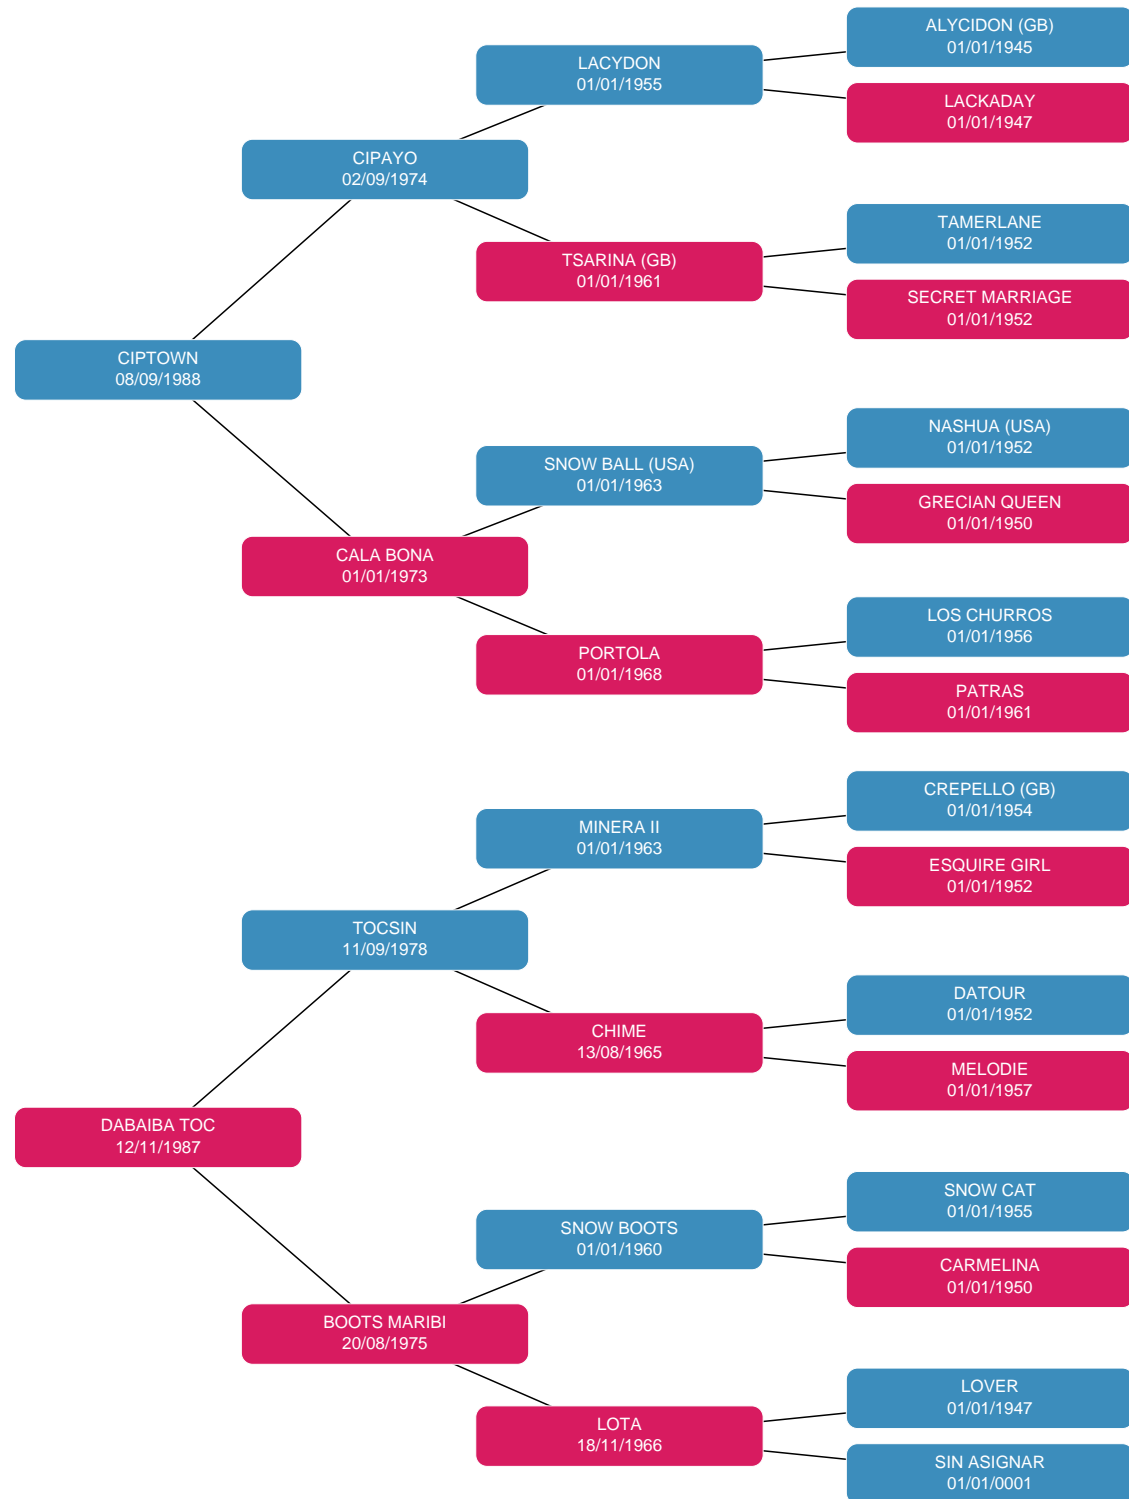 ALYCIDON (GB)
01/01/1945
LACYDON
01/01/1955
LACKADAY
01/01/1947
CIPAYO
02/09/1974
TAMERLANE
01/01/1952
TSARINA (GB)
01/01/1961
SECRET MARRIAGE
01/01/1952
CIPTOWN
08/09/1988
NASHUA (USA)
01/01/1952
SNOW BALL (USA)
01/01/1963
GRECIAN QUEEN
01/01/1950
CALA BONA
01/01/1973
LOS CHURROS
01/01/1956
PORTOLA
01/01/1968
PATRAS
01/01/1961
CREPELLO (GB)
01/01/1954
MINERA II
01/01/1963
ESQUIRE GIRL
01/01/1952
TOCSIN
11/09/1978
DATOUR
01/01/1952
CHIME
13/08/1965
MELODIE
01/01/1957
DABAIBA TOC
12/11/1987
SNOW CAT
01/01/1955
SNOW BOOTS
01/01/1960
CARMELINA
01/01/1950
BOOTS MARIBI
20/08/1975
LOVER
01/01/1947
LOTA
18/11/1966
SIN ASIGNAR
01/01/0001